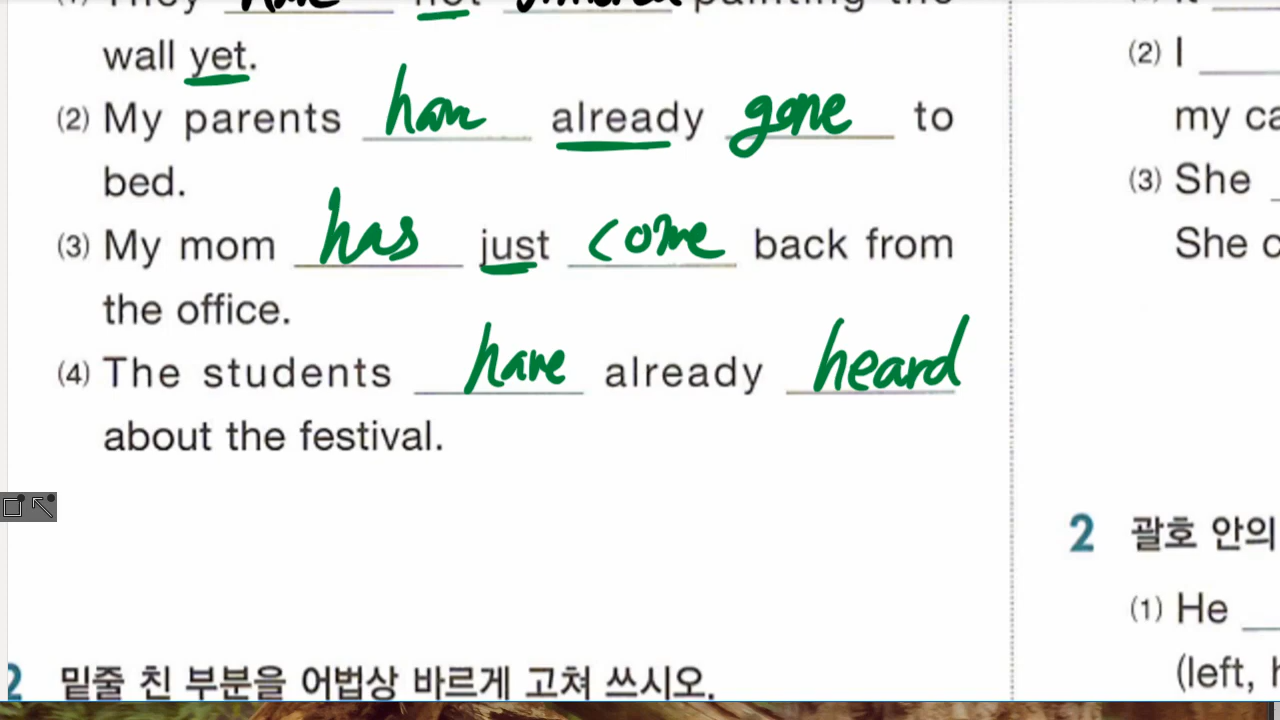 not painting the
wall yet.
(2) My parents have already gone to
bed.
(3) My mom has just come back from
the office.
(4) The students have already heard
about the festival.
2 밑줄 친 부분을 어법상 바르게 고쳐 쓰시오.
(2) I
my ca
(3) She
She c
2 괄호 안의
(1) He
(left, h